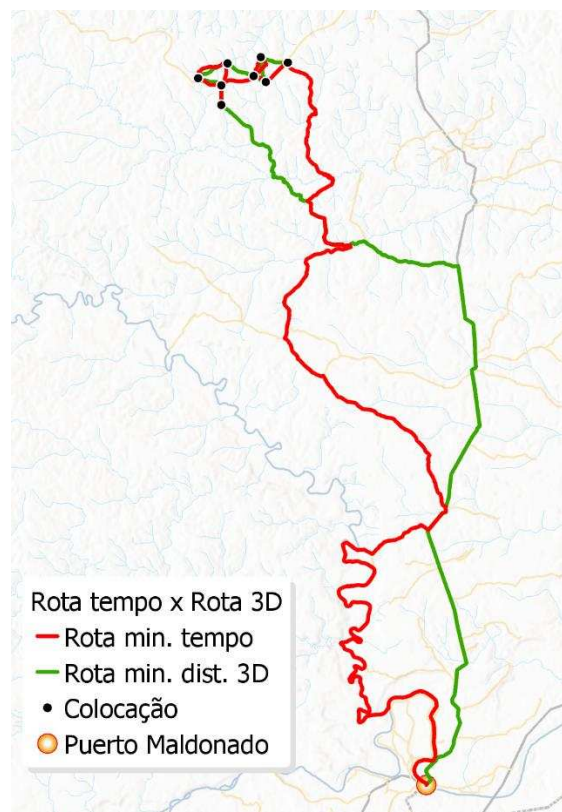 Rota tempo x Rota 3D
Rota min. tempo
Rota min. dist. 3D
Colocação
Puerto Maldonado